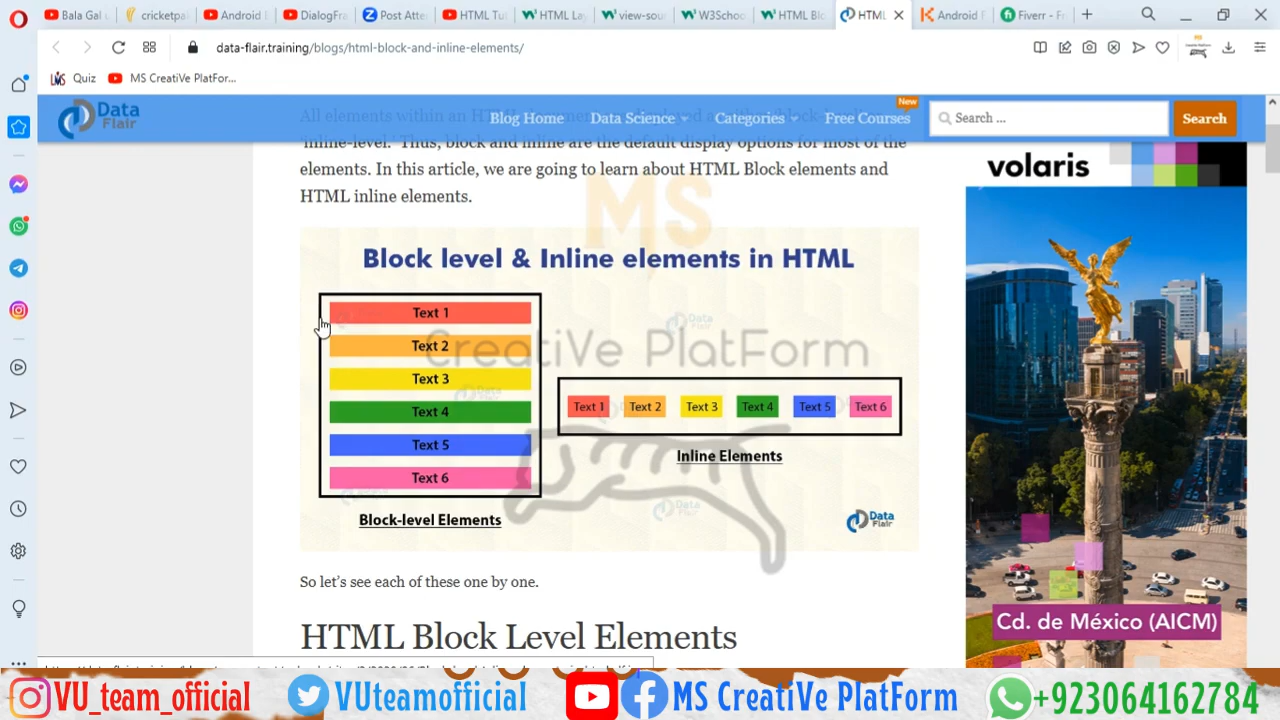 Bala Gal
cricketpa
Android E
DialogFra
Post Atte
HTML Tu
HTML La
view-sou
W3Schoo
HTML Blo
HTML
Android F
Fiverr - Fr
data-flair.training/blogs/html-block-and-inline-elements/
LMS Quiz
MS CreatiVe PlatFor...
Data Flair
Blog Home
Data Science
Categories
New
Free Courses
Search ...
Search
'inline-level.' Thus, block and inline are the default display options for most of the
elements. In this article, we are going to learn about HTML Block elements and
HTML inline elements.
MS
CreatiVe PlatForm
Block level & Inline elements in HTML
Text 1
Text 2
Text 3
Text 4
Text 5
Text 6
Block-level Elements
Text 1 Text 2 Text 3 Text 4 Text 5 Text 6
Inline Elements
Data Flair
So let's see each of these one by one.
HTML Block Level Elements
volaris
Cd. de México (AICM)
VU_team_official
VUteamofficial
MS CreatiVe PlatForm
+923064162784